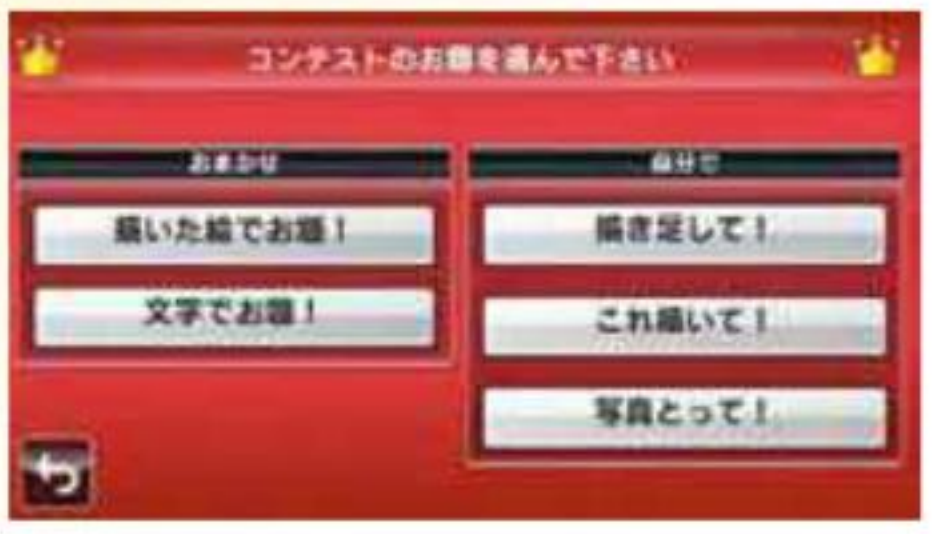 コンテストのお題を選んで下さい
おまかせ
描いた絵でお題！
文字でお題！
自分で
描き足して！
これ描いて！
写真とって！